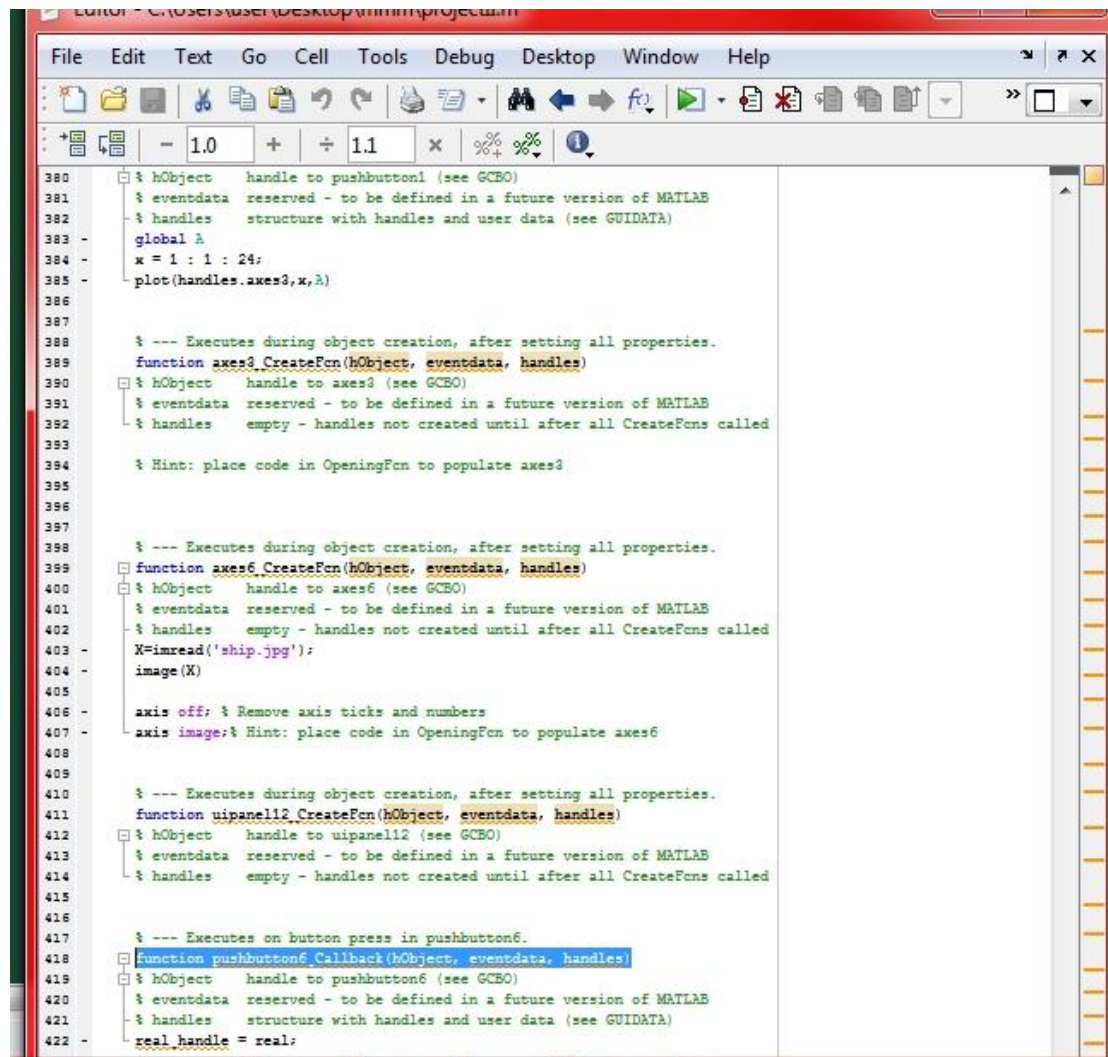 Editor - C:\Users\user\Desktop\mmm\projectm.m
File Edit Text Go Cell Tools Debug Desktop Window Help
− 1.0 + ÷ 1.1 ×
380 % hObject handle to pushbutton1 (see GCBO)
381 % eventdata reserved - to be defined in a future version of MATLAB
382 % handles structure with handles and user data (see GUIDATA)
383 - global A
384 - x = 1 : 1 : 24;
385 - plot(handles.axes3,x,A)
386
387
388 % --- Executes during object creation, after setting all properties.
389 function axes3_CreateFcn(hObject, eventdata, handles)
390 % hObject handle to axes3 (see GCBO)
391 % eventdata reserved - to be defined in a future version of MATLAB
392 % handles empty - handles not created until after all CreateFcns called
393
394 % Hint: place code in OpeningFcn to populate axes3
395
396
397
398 % --- Executes during object creation, after setting all properties.
399 function axes6_CreateFcn(hObject, eventdata, handles)
400 % hObject handle to axes6 (see GCBO)
401 % eventdata reserved - to be defined in a future version of MATLAB
402 % handles empty - handles not created until after all CreateFcns called
403 - X=imread('ship.jpg');
404 - image(X)
405
406 - axis off; % Remove axis ticks and numbers
407 - axis image;% Hint: place code in OpeningFcn to populate axes6
408
409
410 % --- Executes during object creation, after setting all properties.
411 function uipanel12_CreateFcn(hObject, eventdata, handles)
412 % hObject handle to uipanel12 (see GCBO)
413 % eventdata reserved - to be defined in a future version of MATLAB
414 % handles empty - handles not created until after all CreateFcns called
415
416
417 % --- Executes on button press in pushbutton6.
418 function pushbutton6_Callback(hObject, eventdata, handles)
419 % hObject handle to pushbutton6 (see GCBO)
420 % eventdata reserved - to be defined in a future version of MATLAB
421 % handles structure with handles and user data (see GUIDATA)
422 - real_handle = real;